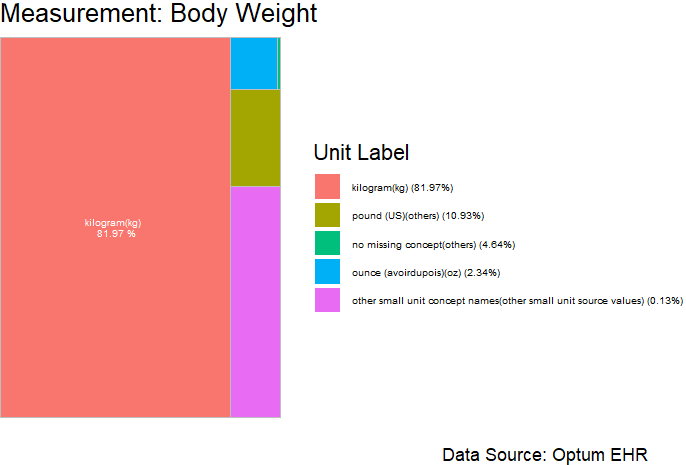 Measurement: Body Weight
kilogram(kg)
81.97 %
Unit Label
kilogram(kg) (81.97%)
pound (US)(others) (10.93%)
no missing concept(others) (4.64%)
ounce (avoirdupois)(oz) (2.34%)
other small unit concept names(other small unit source values) (0.13%)
Data Source: Optum EHR